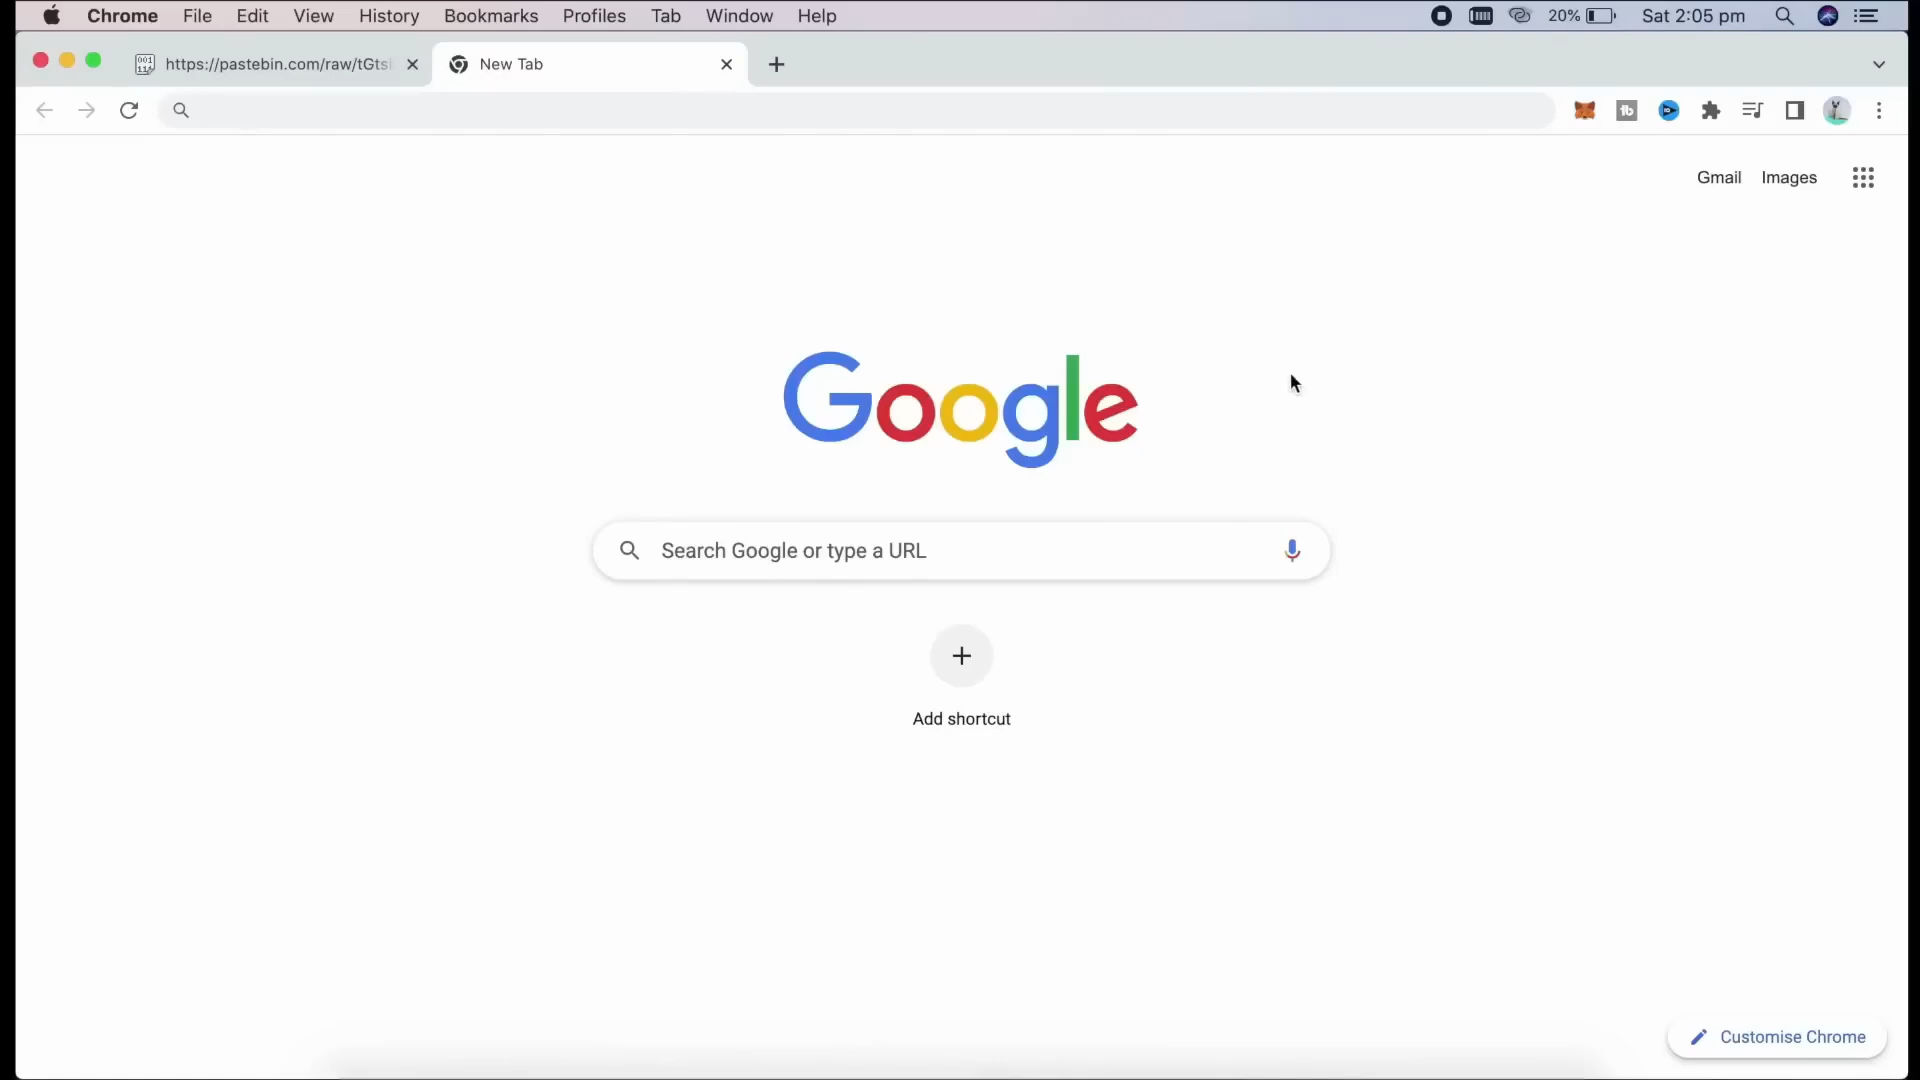 Chrome File Edit View History Bookmarks Profiles Tab Window Help 20% Sat 2:05 pm
https://pastebin.com/raw/tGts New Tab
Gmail Images
Google
Search Google or type a URL
Add shortcut
Customise Chrome